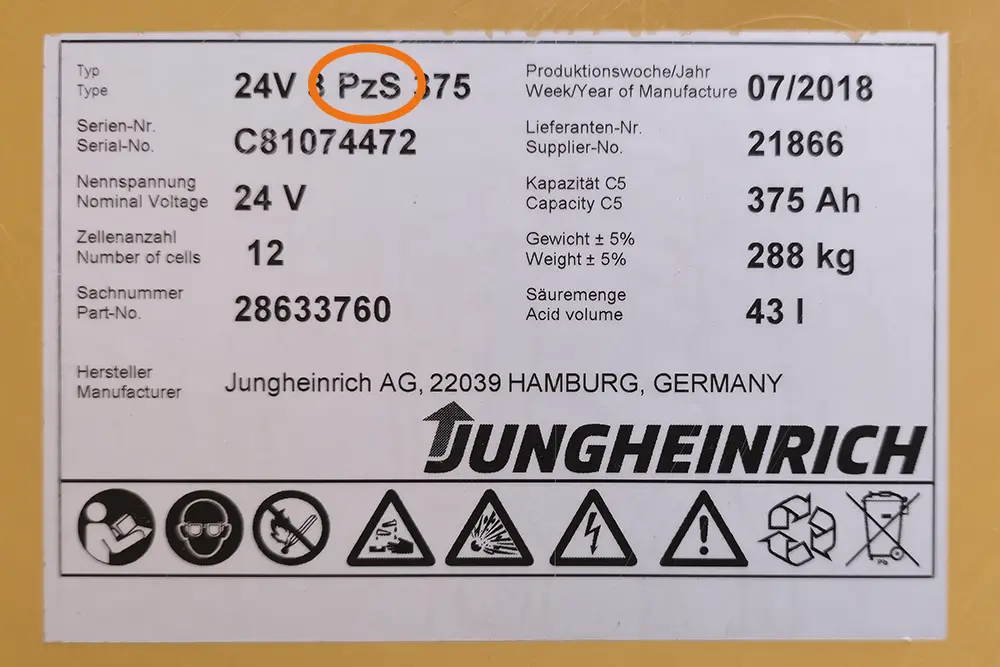 Typ
Type
24V 3 PzS 375
Produktionswoche/Jahr
Week/Year of Manufacture
07/2018
Serien-Nr.
Serial-No.
C81074472
Lieferanten-Nr.
Supplier-No.
21866
Nennspannung
Nominal Voltage
24 V
Kapazität C5
Capacity C5
375 Ah
Zellenanzahl
Number of cells
12
Gewicht ± 5%
Weight ± 5%
288 kg
Sachnummer
Part-No.
28633760
Säuremenge
Acid volume
43 l
Hersteller
Manufacturer
Jungheinrich AG, 22039 HAMBURG, GERMANY
JUNGHEINRICH
Pb